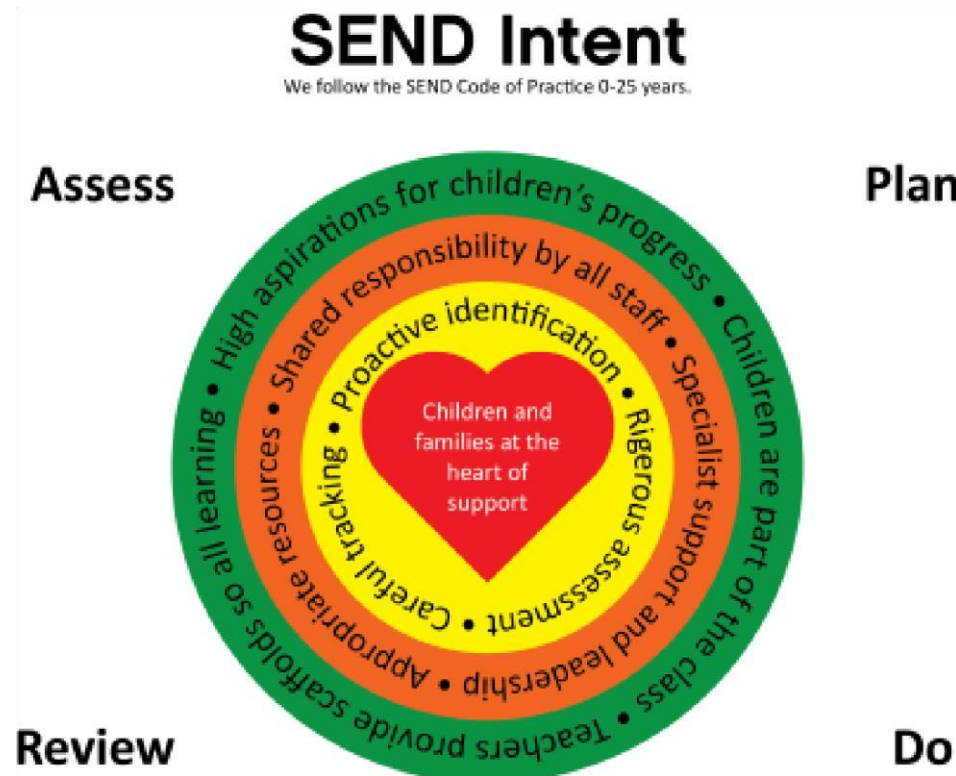 SEND Intent
We follow the SEND Code of Practice 0-25 years.
Assess
Plan
High aspirations for children's progress • Children are part of the class • Teachers provide scaffolds so all learning •
Shared responsibility by all staff • Specialist support and leadership • Appropriate resources •
Proactive identification • Rigerous assessment • Careful tracking •
Children and
families at the
heart of
support
Review
Do